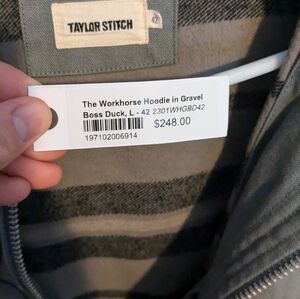 TAYLOR STITCH
42
The Workhorse Hoodie in Gravel
Boss Duck, L - 42 2301WHGBD42
$248.00
197102006914